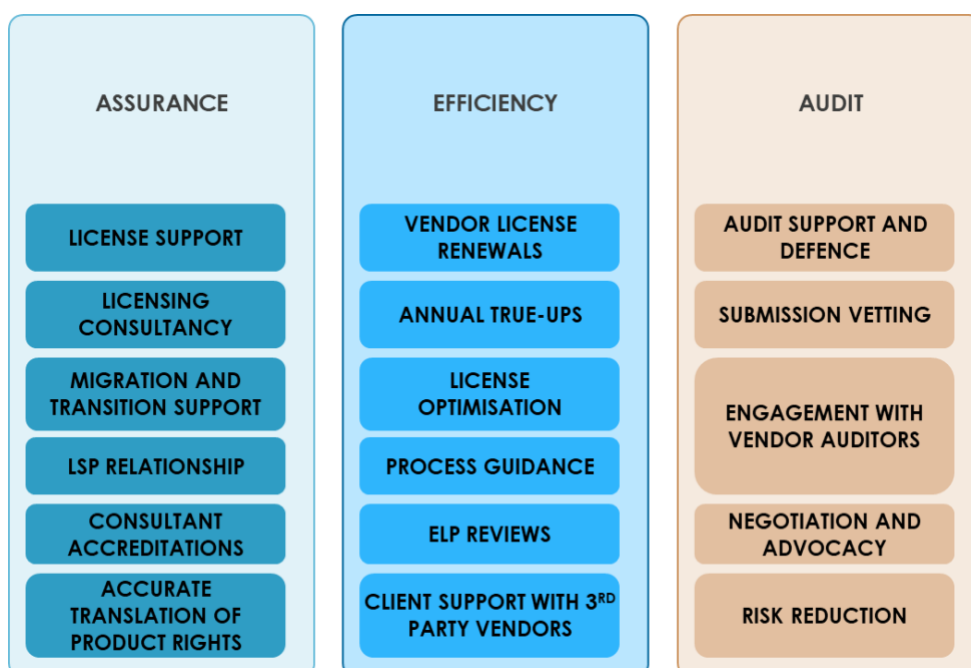 ASSURANCE
LICENSE SUPPORT
LICENSING
CONSULTANCY
MIGRATION AND
TRANSITION SUPPORT
LSP RELATIONSHIP
CONSULTANT
ACCREDITATIONS
ACCURATE
TRANSLATION OF
PRODUCT RIGHTS
EFFICIENCY
VENDOR LICENSE
RENEWALS
ANNUAL TRUE-UPS
LICENSE
OPTIMISATION
PROCESS GUIDANCE
ELP REVIEWS
CLIENT SUPPORT WITH 3RD
PARTY VENDORS
AUDIT
AUDIT SUPPORT AND
DEFENCE
SUBMISSION VETTING
ENGAGEMENT WITH
VENDOR AUDITORS
NEGOTIATION AND
ADVOCACY
RISK REDUCTION